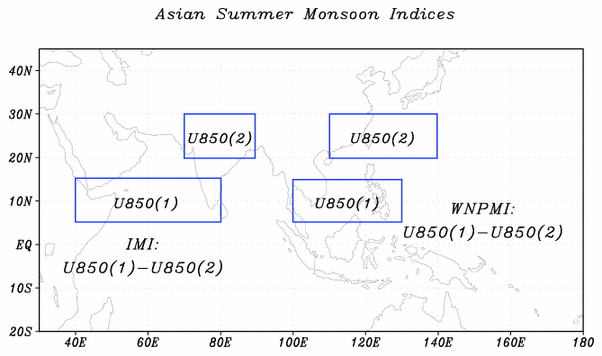 Asian Summer Monsoon Indices
40N
30N
U850(2)
U850(2)
20N
10N
U850(1)
U850(1)
WNPMI:
U850(1)−U850(2)
EQ
IMI:
U850(1)−U850(2)
10S
20S
40E
60E
80E
100E
120E
140E
160E
180